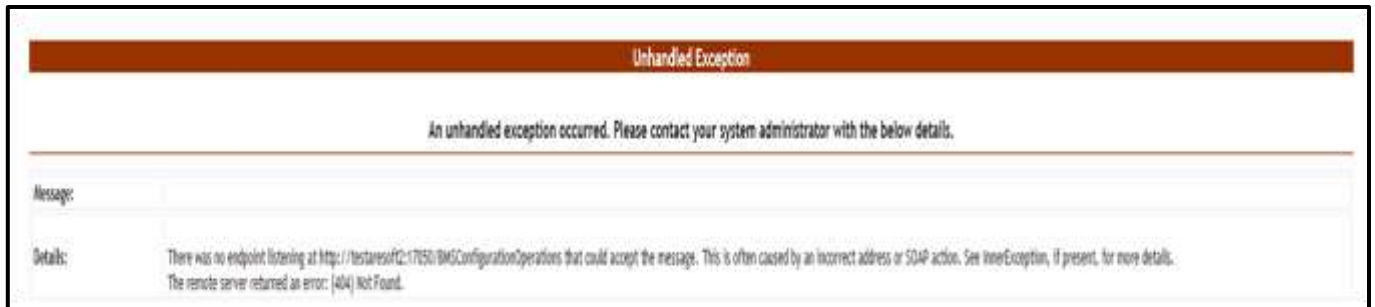 Unhandled Exception
An unhandled exception occurred. Please contact your system administrator with the below details.
Message:
Details:
There was no endpoint listening at http://testaresoft2:17050/BMSConfigurationOperations that could accept the message. This is often caused by an incorrect address or SOAP action. See InnerException, if present, for more details.
The remote server returned an error: (404) Not Found.